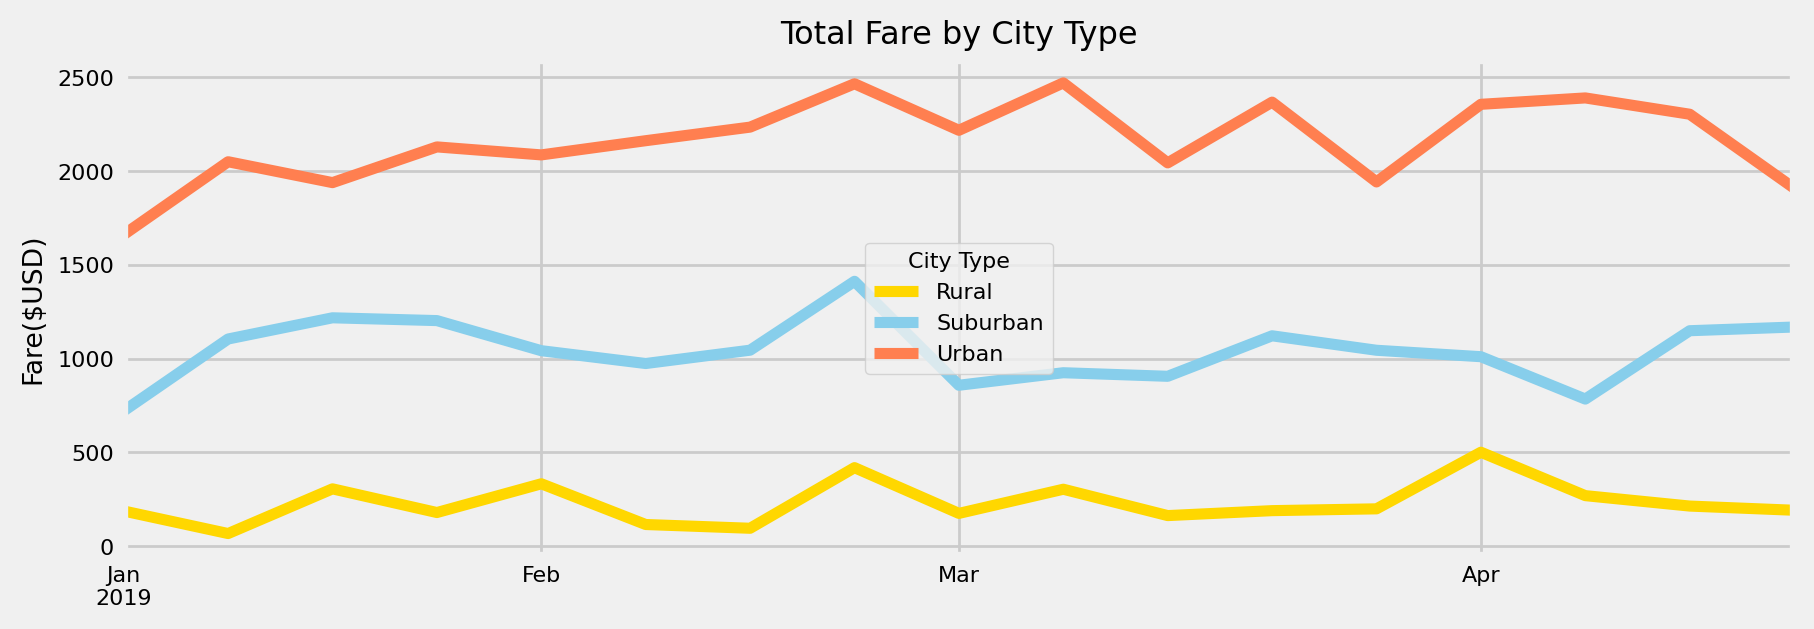 Total Fare by City Type
Fare($USD)
2500
2000
1500
1000
500
0
City Type
Rural
Suburban
Urban
Jan
2019
Feb
Mar
Apr